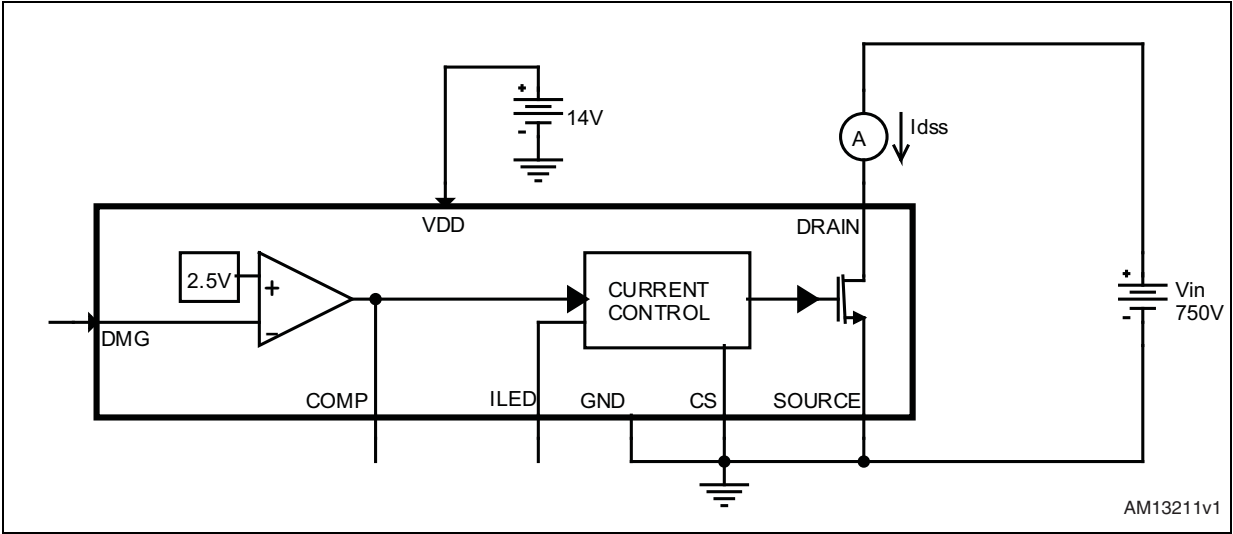 +
14V
-
A
Idss
VDD
DRAIN
2.5V
+
-
CURRENT
CONTROL
+
Vin
750V
-
DMG
COMP
ILED
GND
CS
SOURCE
AM13211v1